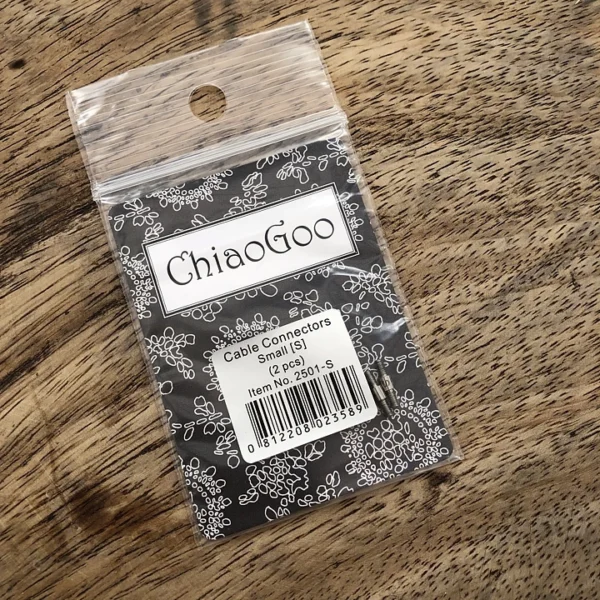 ChiaoGoo
Cable Connectors
Small [S]
(2 pcs)
Item No. 2501-S
0 812208 023589